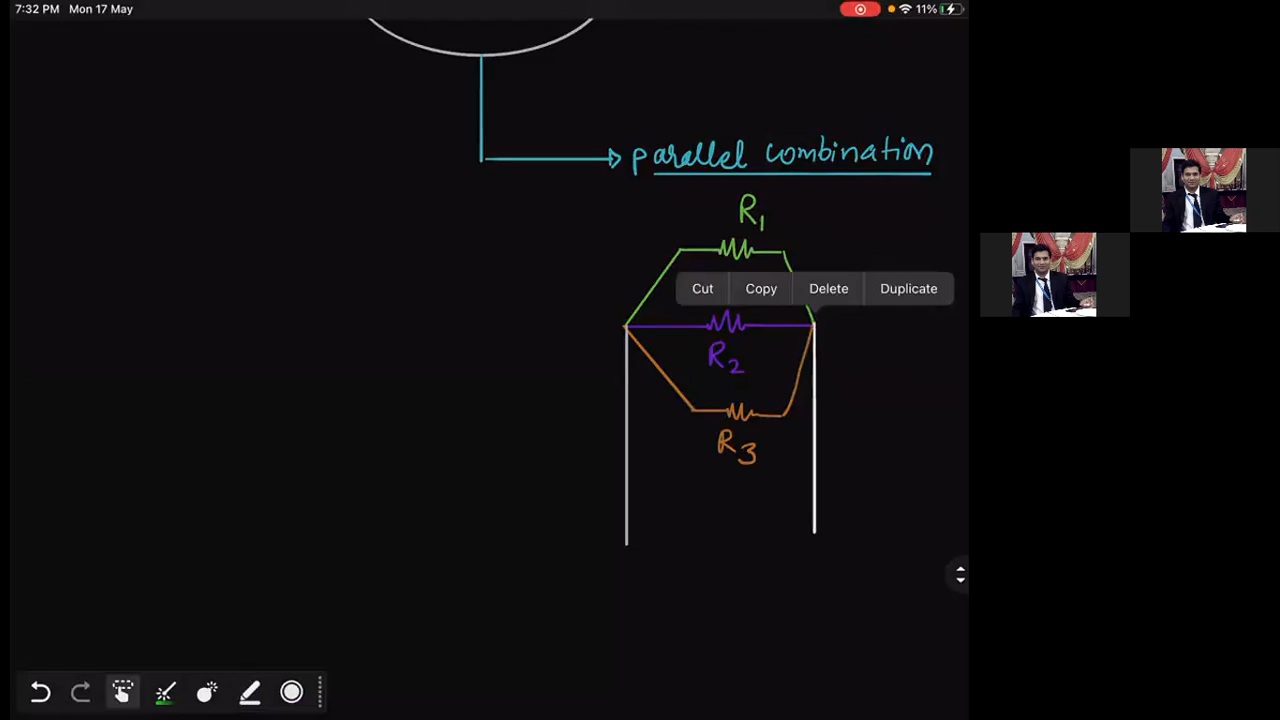 7:32 PM Mon 17 May
11%
parallel combination
R1
Cut Copy Delete Duplicate
R2
R3